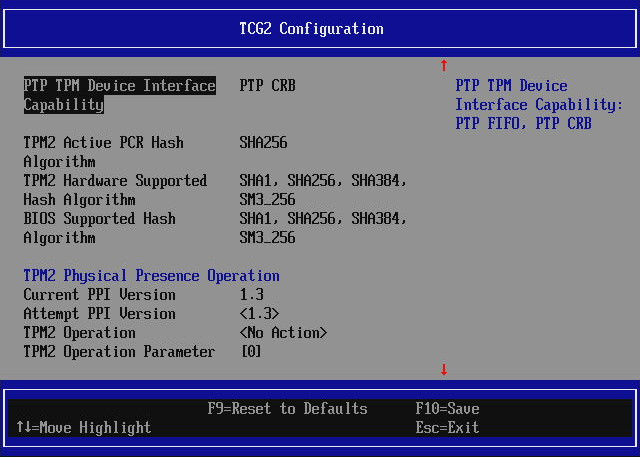 TCG2 Configuration
PTP TPM Device Interface PTP CRB PTP TPM Device
Capability Interface Capability:
PTP FIFO, PTP CRB
TPM2 Active PCR Hash SHA256
Algorithm
TPM2 Hardware Supported SHA1, SHA256, SHA384,
Hash Algorithm SM3_256
BIOS Supported Hash SHA1, SHA256, SHA384,
Algorithm SM3_256
TPM2 Physical Presence Operation
Current PPI Version 1.3
Attempt PPI Version <1.3>
TPM2 Operation <No Action>
TPM2 Operation Parameter [0]
F9=Reset to Defaults F10=Save
↑↓=Move Highlight Esc=Exit